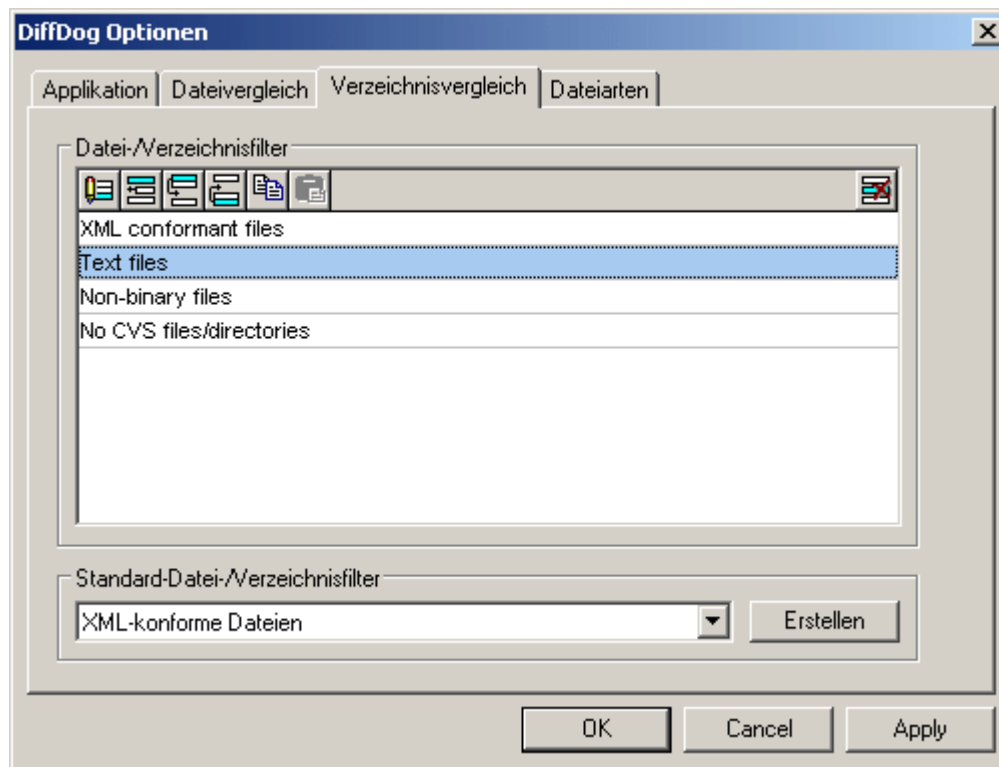 DiffDog Optionen
Applikation Dateivergleich Verzeichnisvergleich Dateiarten
Datei-/Verzeichnisfilter
XML conformant files
Text files
Non-binary files
No CVS files/directories
Standard-Datei-/Verzeichnisfilter
XML-konforme Dateien Erstellen
OK Cancel Apply